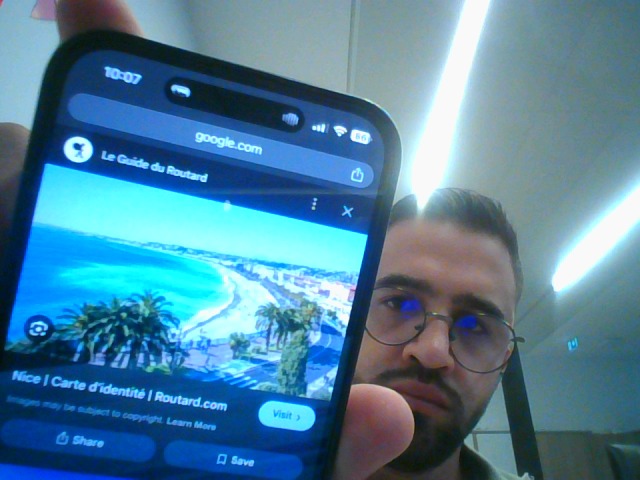 10:07
86
google.com
Le Guide du Routard
Nice | Carte d'identité | Routard.com
Images may be subject to copyright. Learn More
Visit >
Share
Save